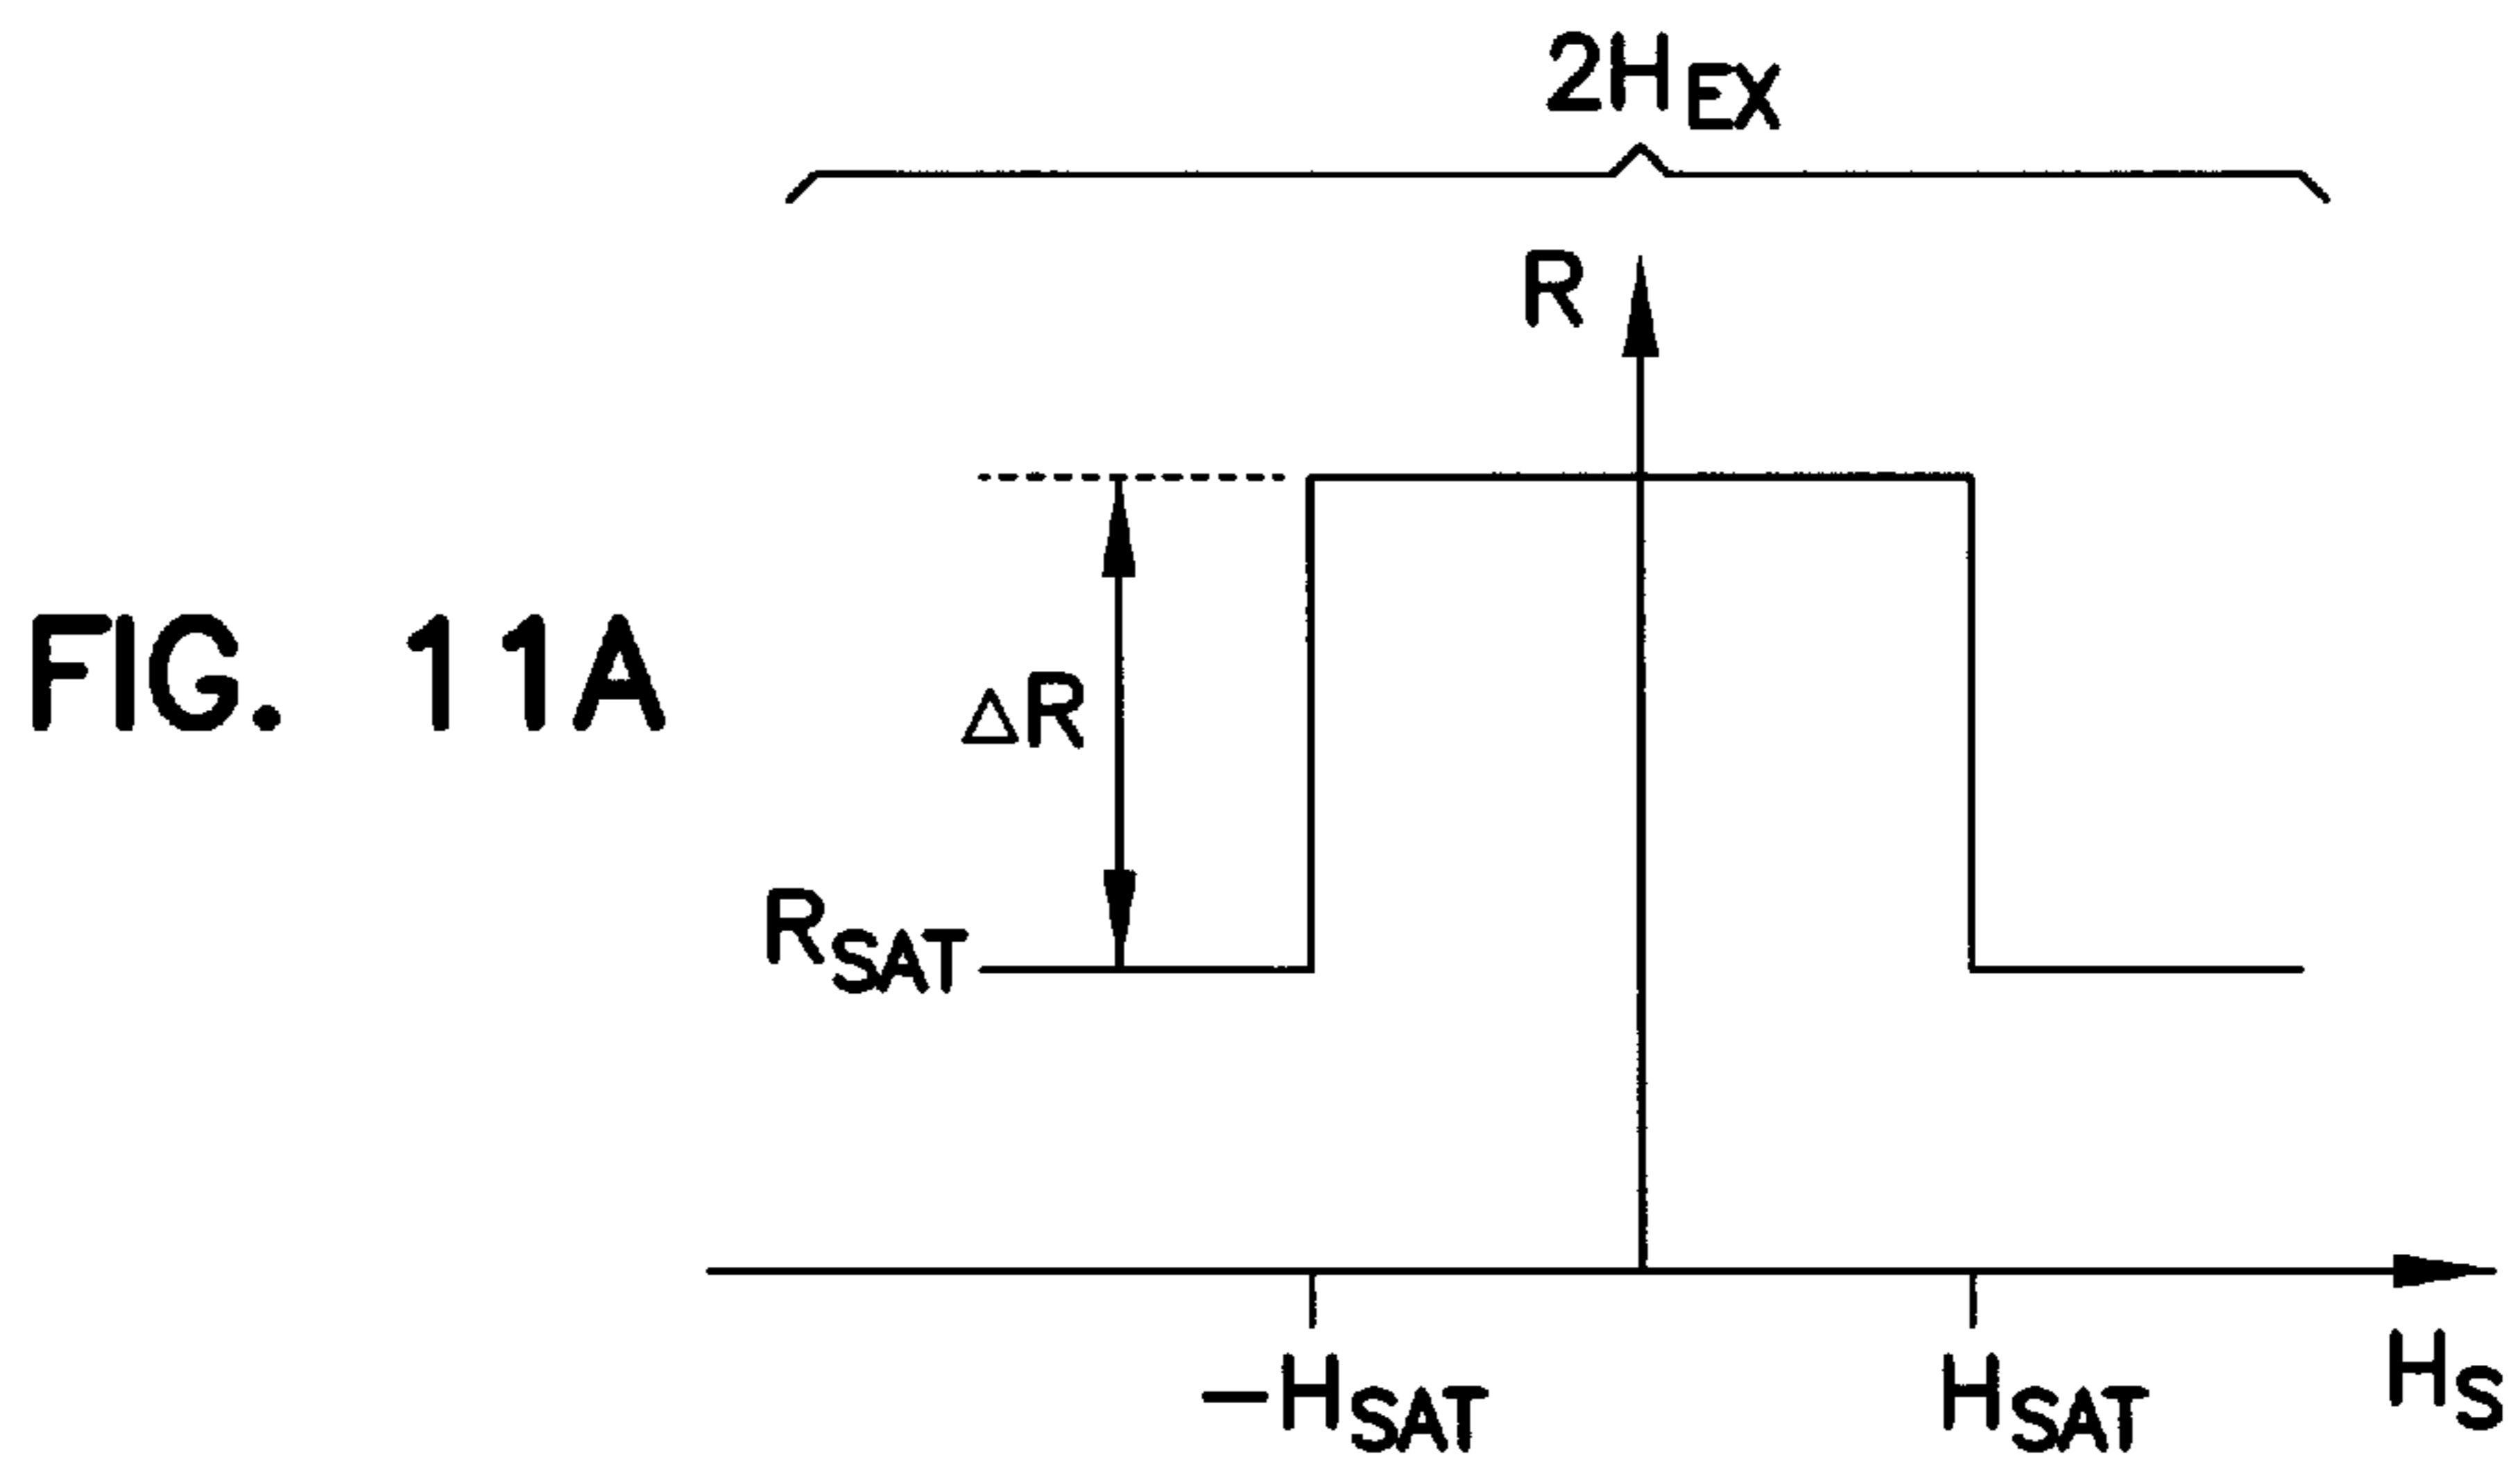 2HEX
R
FIG. 11A
ΔR
RSAT
-HSAT
HSAT
HS